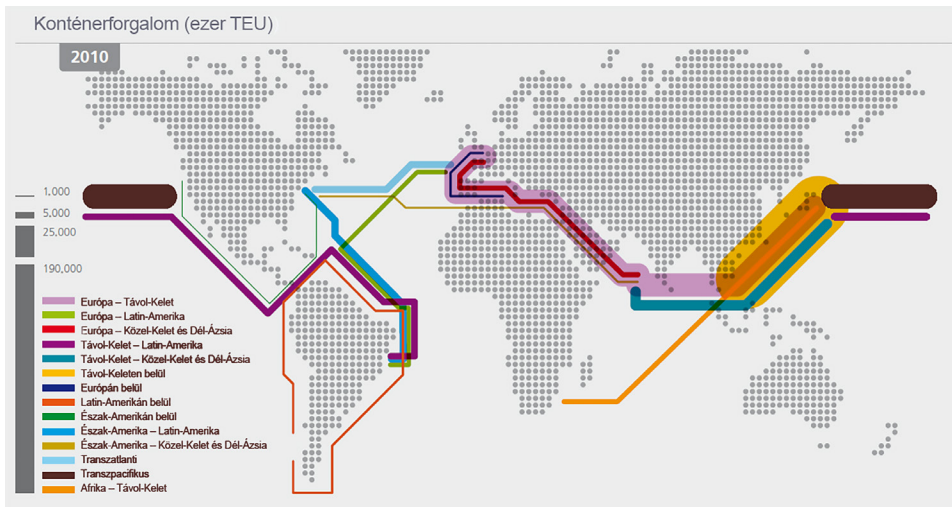 Konténerforgalom (ezer TEU)
2010
1.000
5.000
25,000
190,000
Európa – Távol-Kelet
Európa – Latin-Amerika
Európa – Közel-Kelet és Dél-Ázsia
Távol-Kelet – Latin-Amerika
Távol-Kelet – Közel-Kelet és Dél-Ázsia
Távol-Keleten belül
Európán belül
Latin-Amerikán belül
Észak-Amerikán belül
Észak-Amerika – Latin-Amerika
Észak-Amerika – Közel-Kelet és Dél-Ázsia
Transzatlanti
Transzpacifikus
Afrika – Távol-Kelet